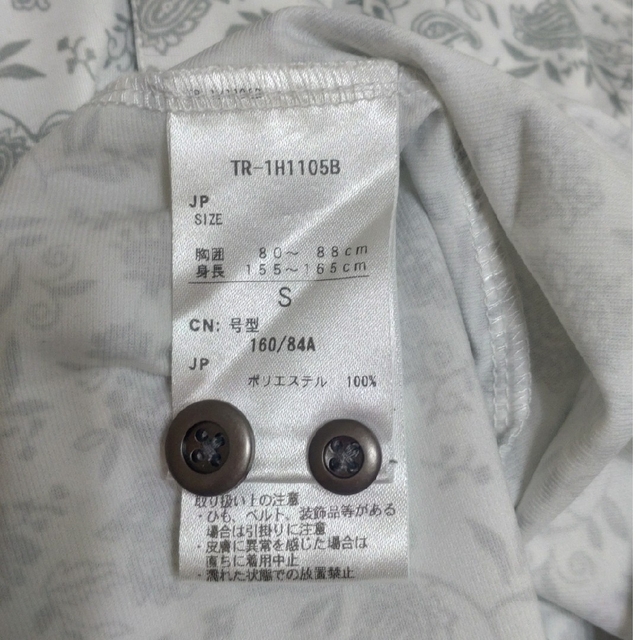 TR-1H1105B
JP
SIZE
胸囲 80〜 88cm
身長 155〜165cm
S
CN: 号型
160/84A
JP
ポリエステル 100%
取り扱い上の注意
・ひも、ベルト、装飾品等がある
場合は引掛りに注意
・皮膚に異常を感じた場合は
直ちに着用中止
・濡れた状態での放置禁止